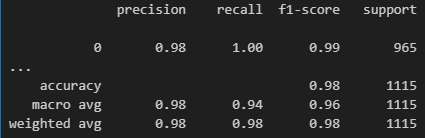 precision recall f1-score support
0 0.98 1.00 0.99 965
...
accuracy 0.98 1115
macro avg 0.98 0.94 0.96 1115
weighted avg 0.98 0.98 0.98 1115